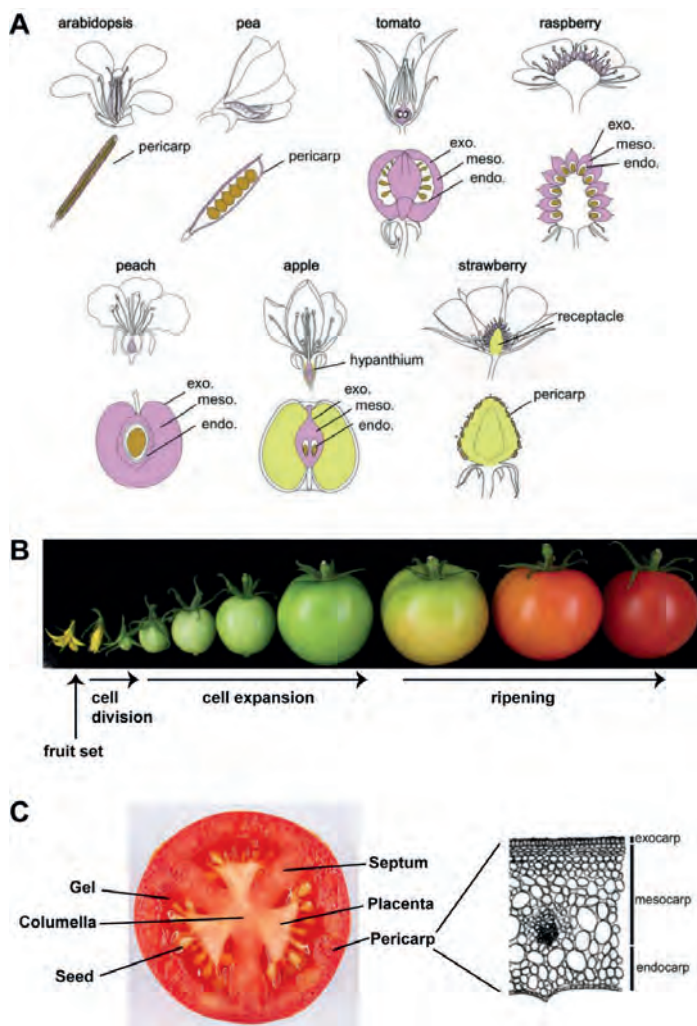 A
arabidopsis
pea
tomato
raspberry
pericarp
pericarp
exo.
meso.
endo.
exo.
meso.
endo.
peach
apple
strawberry
receptacle
hypanthium
exo.
meso.
endo.
exo.
meso.
endo.
pericarp
B
cell
division
cell expansion
ripening
fruit set
C
Gel
Columella
Seed
Septum
Placenta
Pericarp
exocarp
mesocarp
endocarp